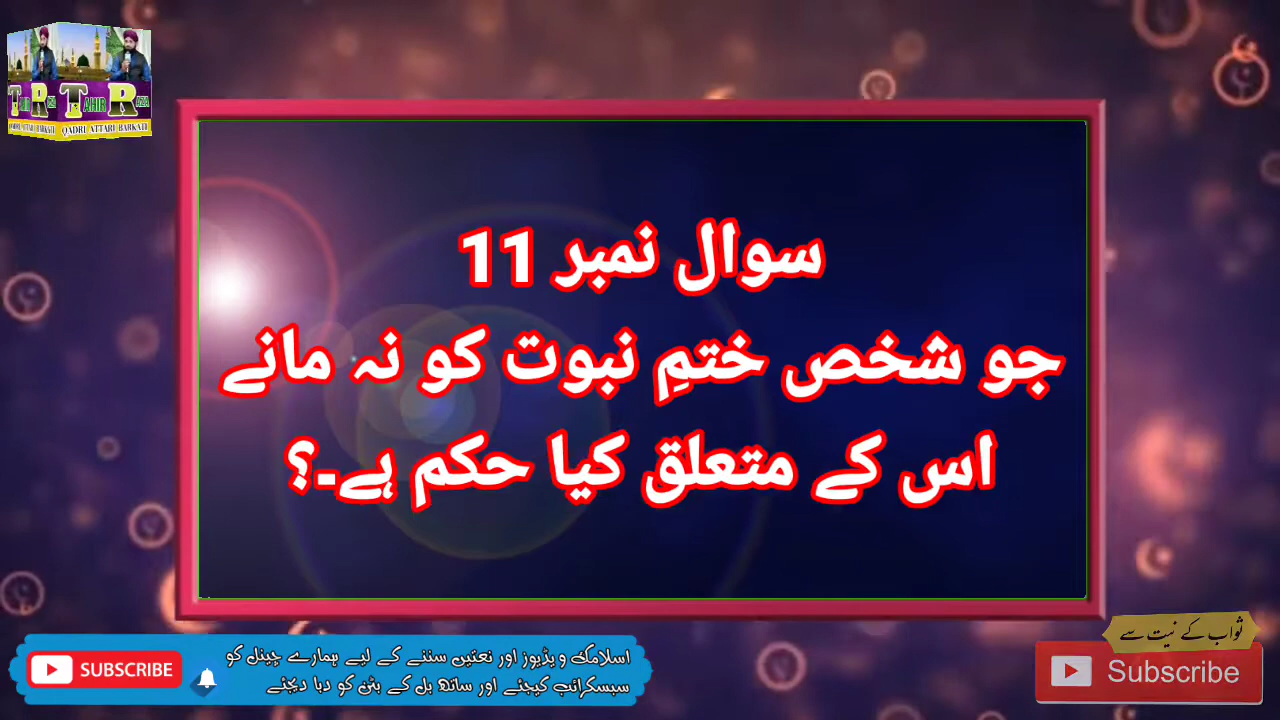 TAHIR RAZA
QADRI ATTARI BARKATI
سوال نمبر 11
جو شخص ختمِ نبوت کو نہ مانے
اس کے متعلق کیا حکم ہے۔؟
SUBSCRIBE
اسلامک ویڈیوز اور نعتیں سننے کے لیے ہمارے چینل کو
سبسکرائب کیجئے اور ساتھ بل کے بٹن کو دبا دیجئے
ثواب کے نیت سے
Subscribe